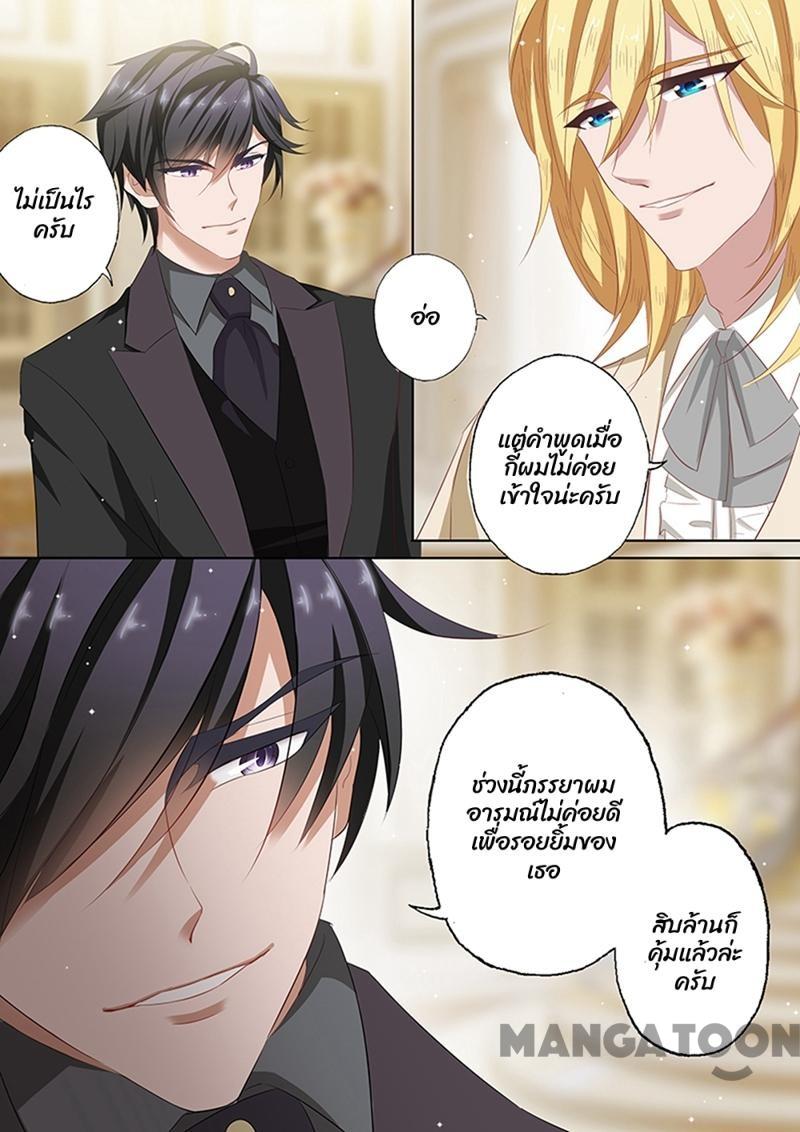 ไม่เป็นไร
ครับ
อ่อ
แต่คำพูดเมื่อ
กี้ผมไม่ค่อย
เข้าใจน่ะครับ
ช่วงนี้ภรรยาผม
อารมณ์ไม่ค่อยดี
เพื่อรอยยิ้มของ
เธอ
สิบล้านก็
คุ้มแล้วล่ะ
ครับ
MANGATOON